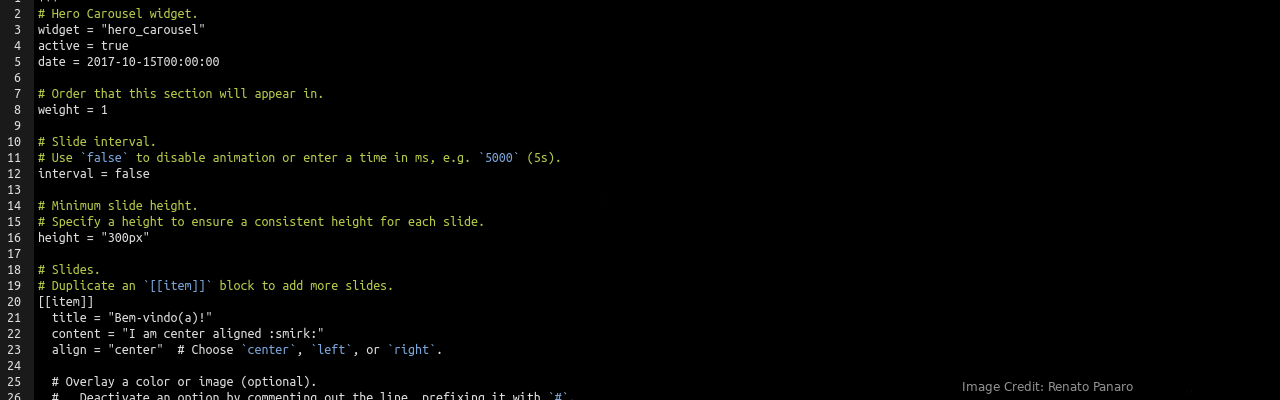 2 # Hero Carousel widget.
3 widget = "hero_carousel"
4 active = true
5 date = 2017-10-15T00:00:00
6
7 # Order that this section will appear in.
8 weight = 1
9
10 # Slide interval.
11 # Use `false` to disable animation or enter a time in ms, e.g. `5000` (5s).
12 interval = false
13
14 # Minimum slide height.
15 # Specify a height to ensure a consistent height for each slide.
16 height = "300px"
17
18 # Slides.
19 # Duplicate an `[[item]]` block to add more slides.
20 [[item]]
21   title = "Bem-vindo(a)!"
22   content = "I am center aligned :smirk:"
23   align = "center"  # Choose `center`, `left`, or `right`.
24
25   # Overlay a color or image (optional).
26   #   Deactivate an option by commenting out the line, prefixing it with `#`
Image Credit: Renato Panaro